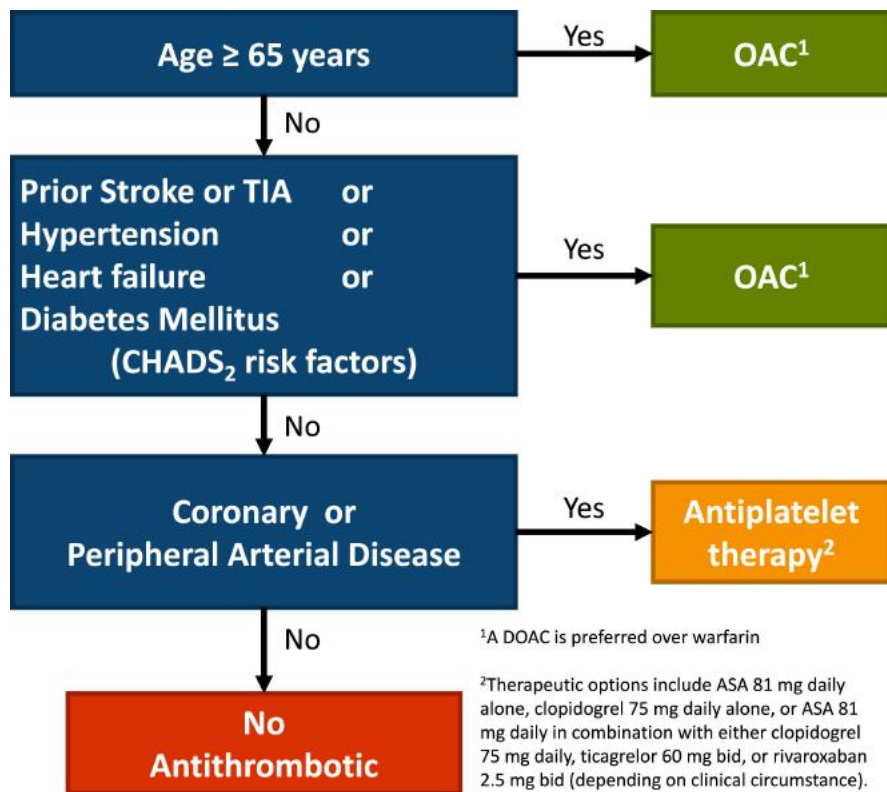 Age ≥ 65 years
Yes
OAC¹
No
Prior Stroke or TIA or
Hypertension or
Heart failure or
Diabetes Mellitus
(CHADS₂ risk factors)
Yes
OAC¹
No
Coronary or
Peripheral Arterial Disease
Yes
Antiplatelet
therapy²
No
No
Antithrombotic
¹A DOAC is preferred over warfarin
²Therapeutic options include ASA 81 mg daily
alone, clopidogrel 75 mg daily alone, or ASA 81
mg daily in combination with either clopidogrel
75 mg daily, ticagrelor 60 mg bid, or rivaroxaban
2.5 mg bid (depending on clinical circumstance).